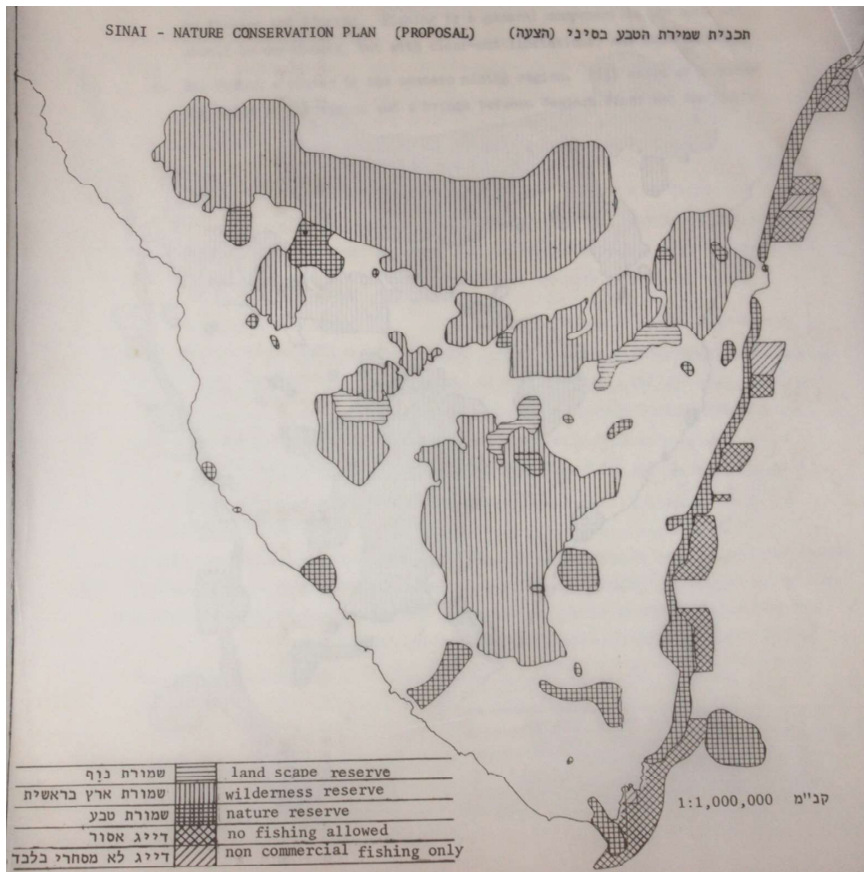 SINAI - NATURE CONSERVATION PLAN (PROPOSAL) תכנית שמירת הטבע בסיני (הצעה)
שמורת נוף land scape reserve
שמורת ארץ בראשית wilderness reserve
שמורת טבע nature reserve
דייג אסור no fishing allowed
דייג לא מסחרי בלבד non commercial fishing only
1:1,000,000 קנ"מ